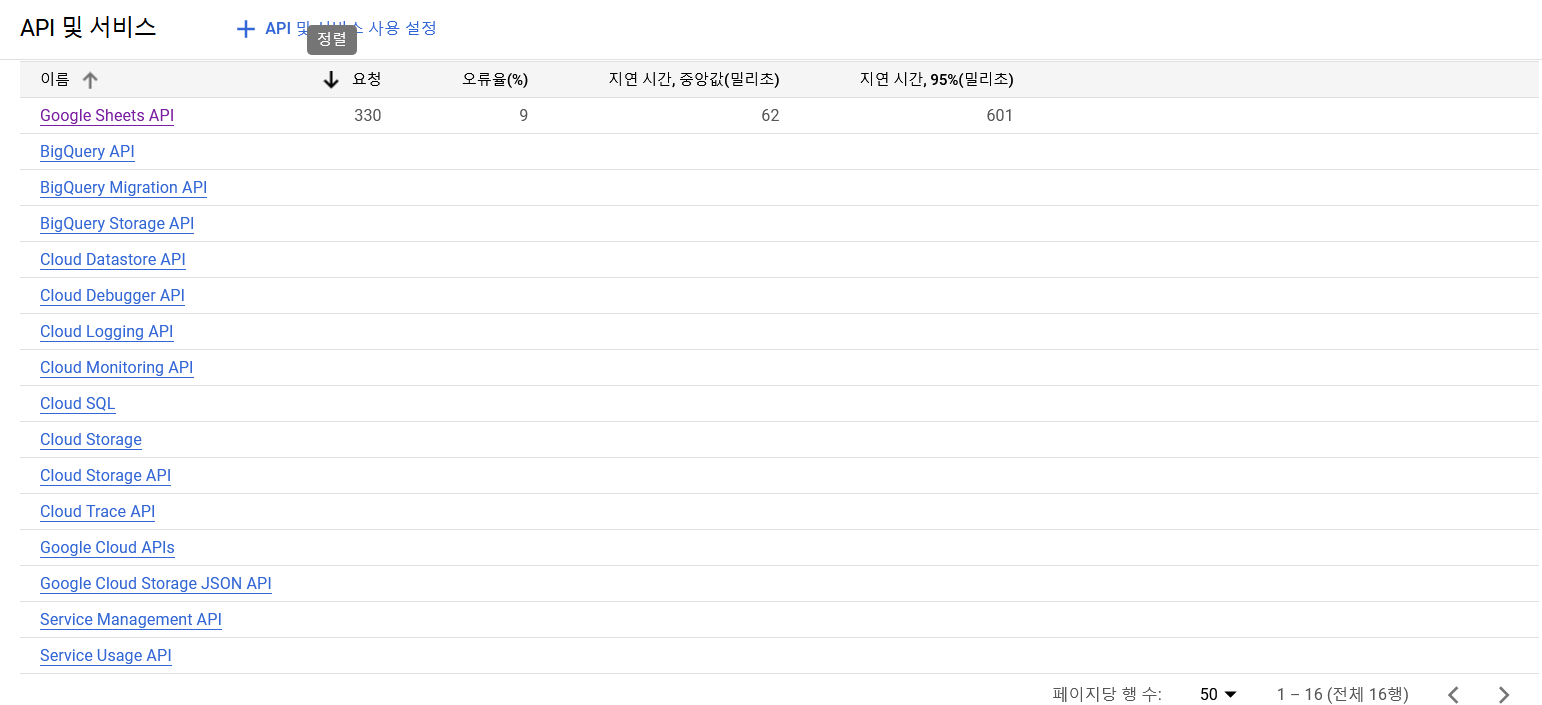 API 및 서비스
API 및 서비스 사용 설정
정렬
이름 요청 오류율(%) 지연 시간, 중앙값(밀리초) 지연 시간, 95%(밀리초)
Google Sheets API 330 9 62 601
BigQuery API
BigQuery Migration API
BigQuery Storage API
Cloud Datastore API
Cloud Debugger API
Cloud Logging API
Cloud Monitoring API
Cloud SQL
Cloud Storage
Cloud Storage API
Cloud Trace API
Google Cloud APIs
Google Cloud Storage JSON API
Service Management API
Service Usage API
페이지당 행 수: 50 1 – 16 (전체 16행)